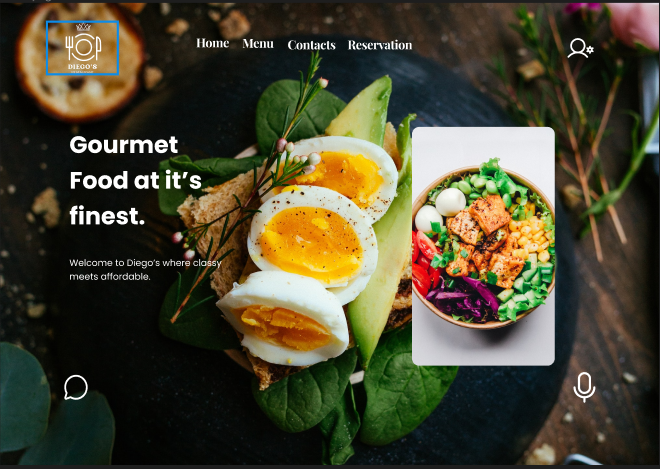 DIEGO'S
Home Menu Contacts Reservation
Gourmet
Food at it's
finest.
Welcome to Diego's where classy
meets affordable.